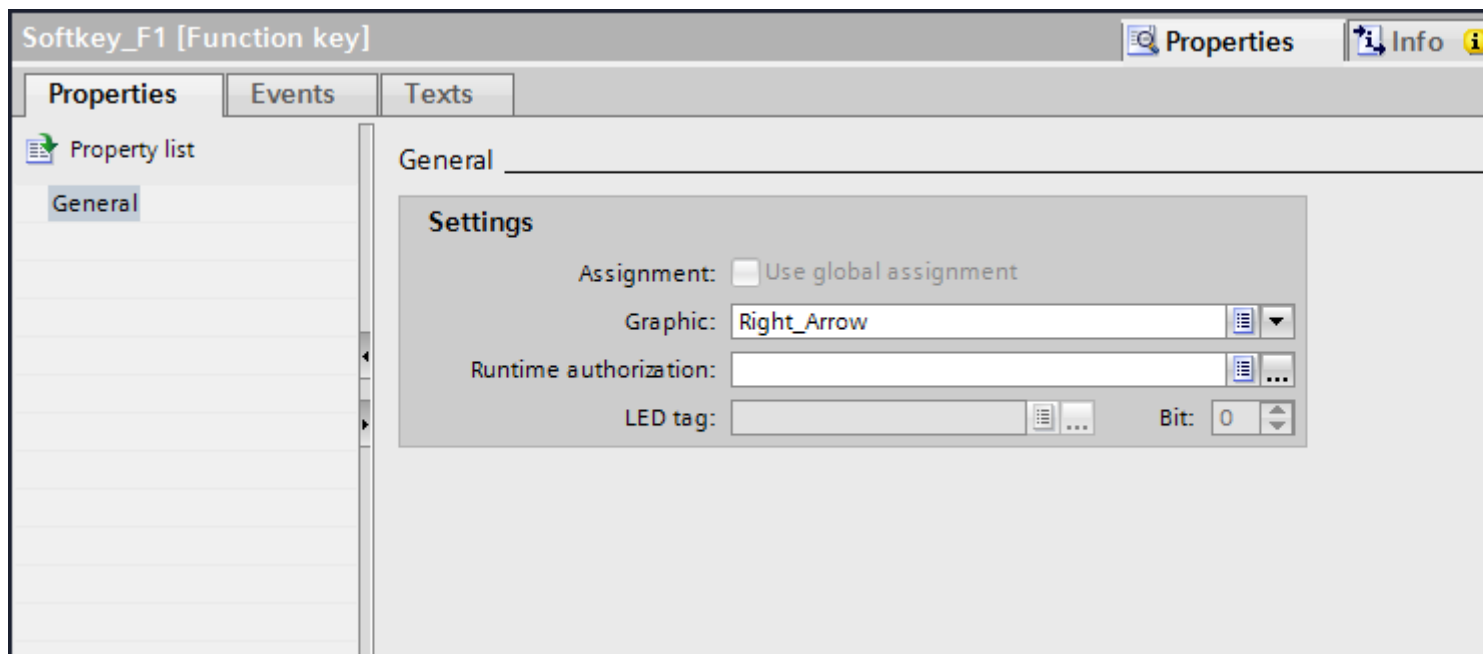 Softkey_F1 [Function key]
Properties Info
Properties Events Texts
Property list
General
General
Settings
Assignment: Use global assignment
Graphic: Right_Arrow
Runtime authorization: ...
LED tag: ... Bit: 0